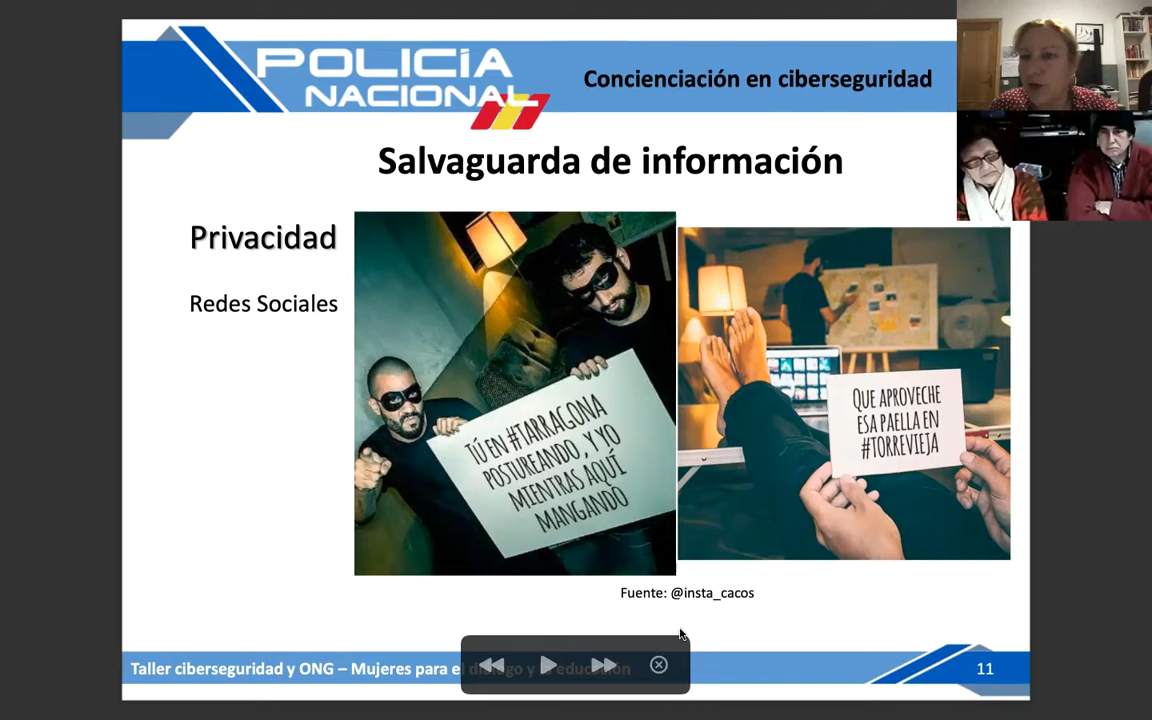 POLICÍA
NACIONAL
Concienciación en ciberseguridad
Salvaguarda de información
Privacidad
Redes Sociales
TÚ EN #TARRAGONA
POSTUREANDO, Y YO
MIENTRAS AQUÍ
MANGANDO
QUE APROVECHE
ESA PAELLA EN
#TORREVIEJA
Fuente: @insta_cacos
Taller ciberseguridad y ONG – Mujeres para el diálogo y la educación
11